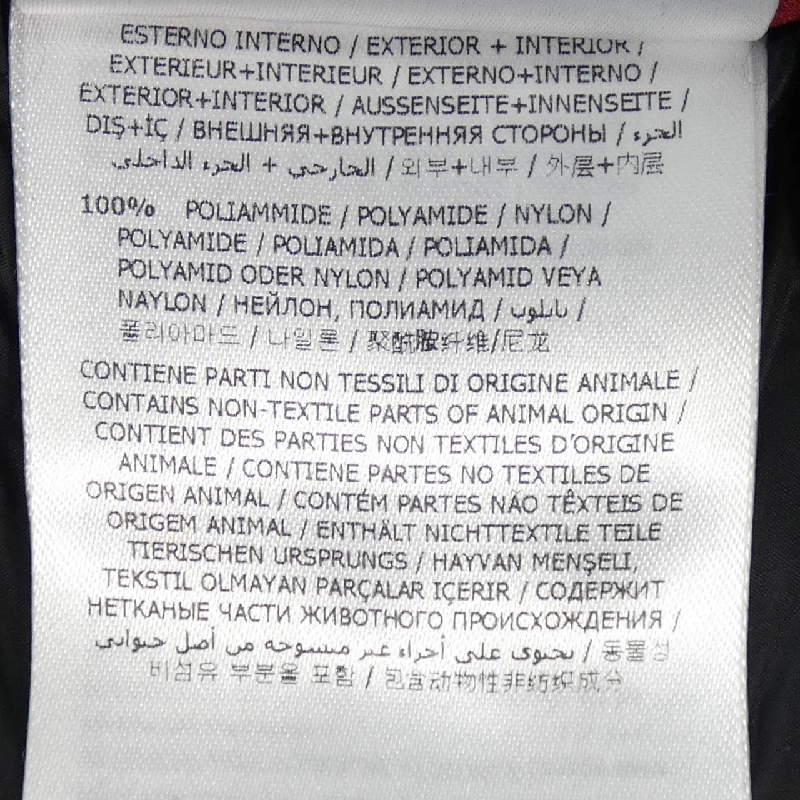 ESTERNO INTERNO / EXTERIOR + INTERIOR /
EXTERIEUR+INTERIEUR / EXTERNO+INTERNO /
EXTERIOR+INTERIOR / AUSSENSEITE+INNENSEITE /
DIŞ+İÇ / ВНЕШНЯЯ+ВНУТРЕННЯЯ СТОРОНЫ / الجزء
الخارجي + الجزء الداخلي / 외부+내부 / 外层+内层
100% POLIAMMIDE / POLYAMIDE / NYLON /
POLYAMIDE / POLIAMIDA / POLIAMIDA /
POLYAMID ODER NYLON / POLYAMID VEYA
NAYLON / НЕЙЛОН, ПОЛИАМИД / نايلون /
폴리아마드 / 나일론 / 聚酰胺纤维/尼龙
CONTIENE PARTI NON TESSILI DI ORIGINE ANIMALE /
CONTAINS NON-TEXTILE PARTS OF ANIMAL ORIGIN /
CONTIENT DES PARTIES NON TEXTILES D'ORIGINE
ANIMALE / CONTIENE PARTES NO TEXTILES DE
ORIGEN ANIMAL / CONTÉM PARTES NÃO TÊXTEIS DE
ORIGEM ANIMAL / ENTHÄLT NICHTTEXTILE TEILE
TIERISCHEN URSPRUNGS / HAYVAN MENŞELI,
TEKSTIL OLMAYAN PARÇALAR IÇERIR / СОДЕРЖИТ
НЕТКАНЫЕ ЧАСТИ ЖИВОТНОГО ПРОИСХОЖДЕНИЯ /
يحتوي على أجزاء غير منسوجة من أصل حيواني / 동물성
비섬유 부분을 포함 / 包含动物性非纺织成分